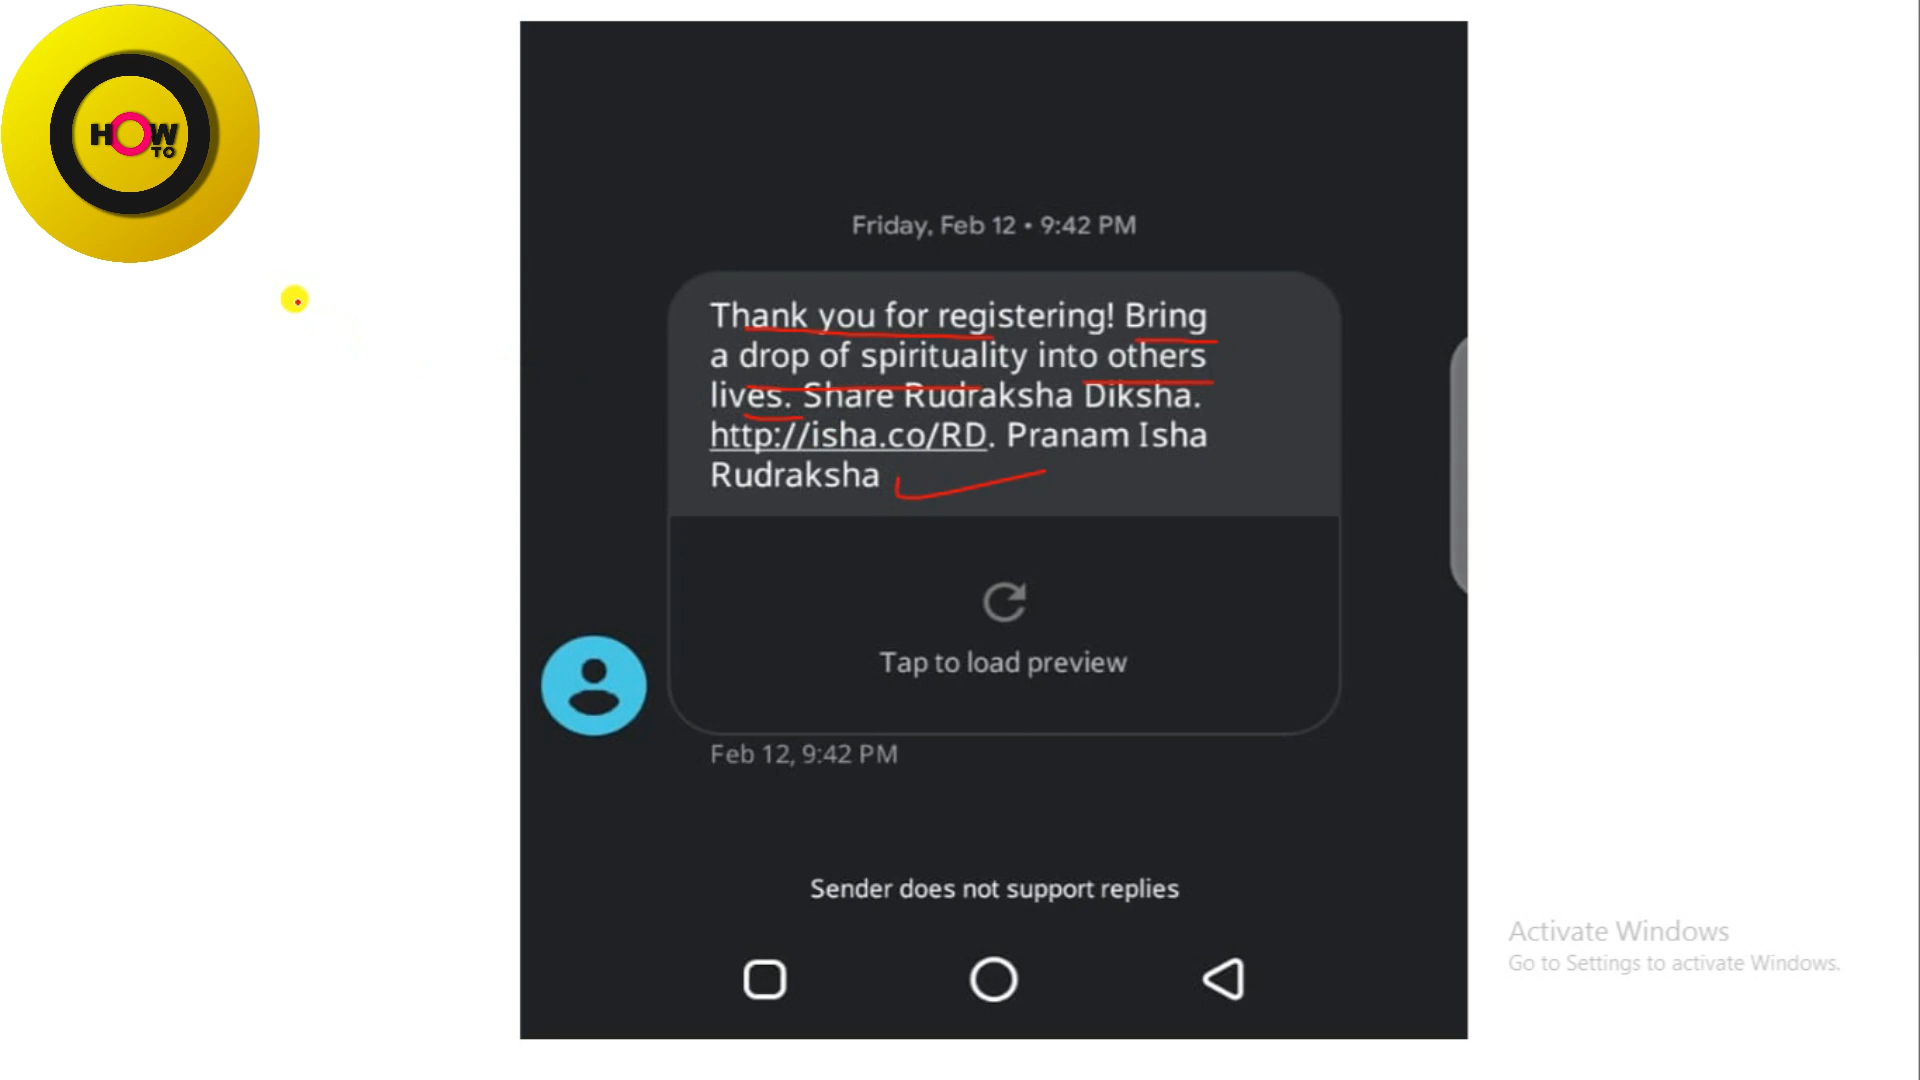 HOW
TO
Friday, Feb 12 • 9:42 PM
Thank you for registering! Bring
a drop of spirituality into others
lives. Share Rudraksha Diksha.
http://isha.co/RD. Pranam Isha
Rudraksha
Tap to load preview
Feb 12, 9:42 PM
Sender does not support replies
Activate Windows
Go to Settings to activate Windows.